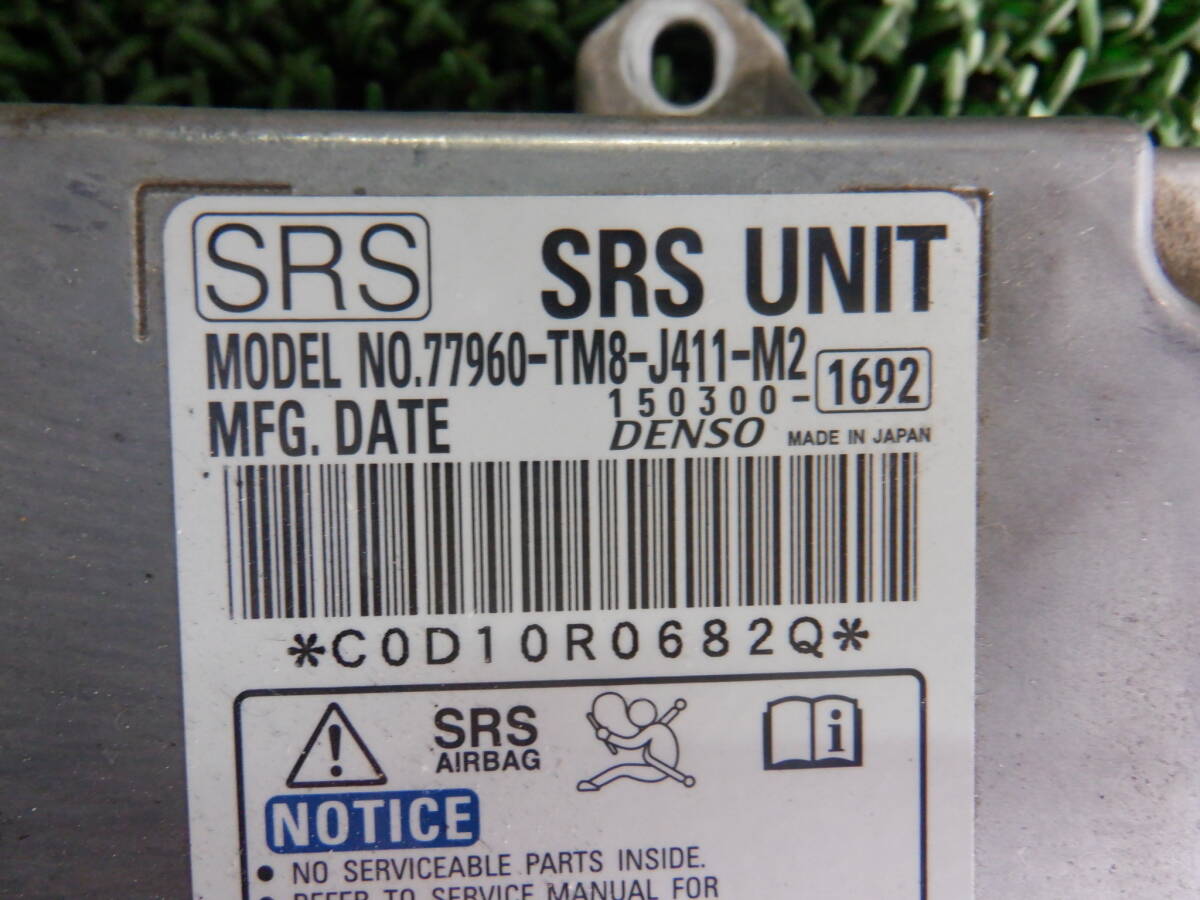 SRS SRS UNIT
MODEL NO.77960-TM8-J411-M2
150300- 1692
MFG. DATE DENSO MADE IN JAPAN
*C0D10R0682Q*
SRS
AIRBAG
i
NOTICE
• NO SERVICEABLE PARTS INSIDE.
• REFER TO SERVICE MANUAL FOR